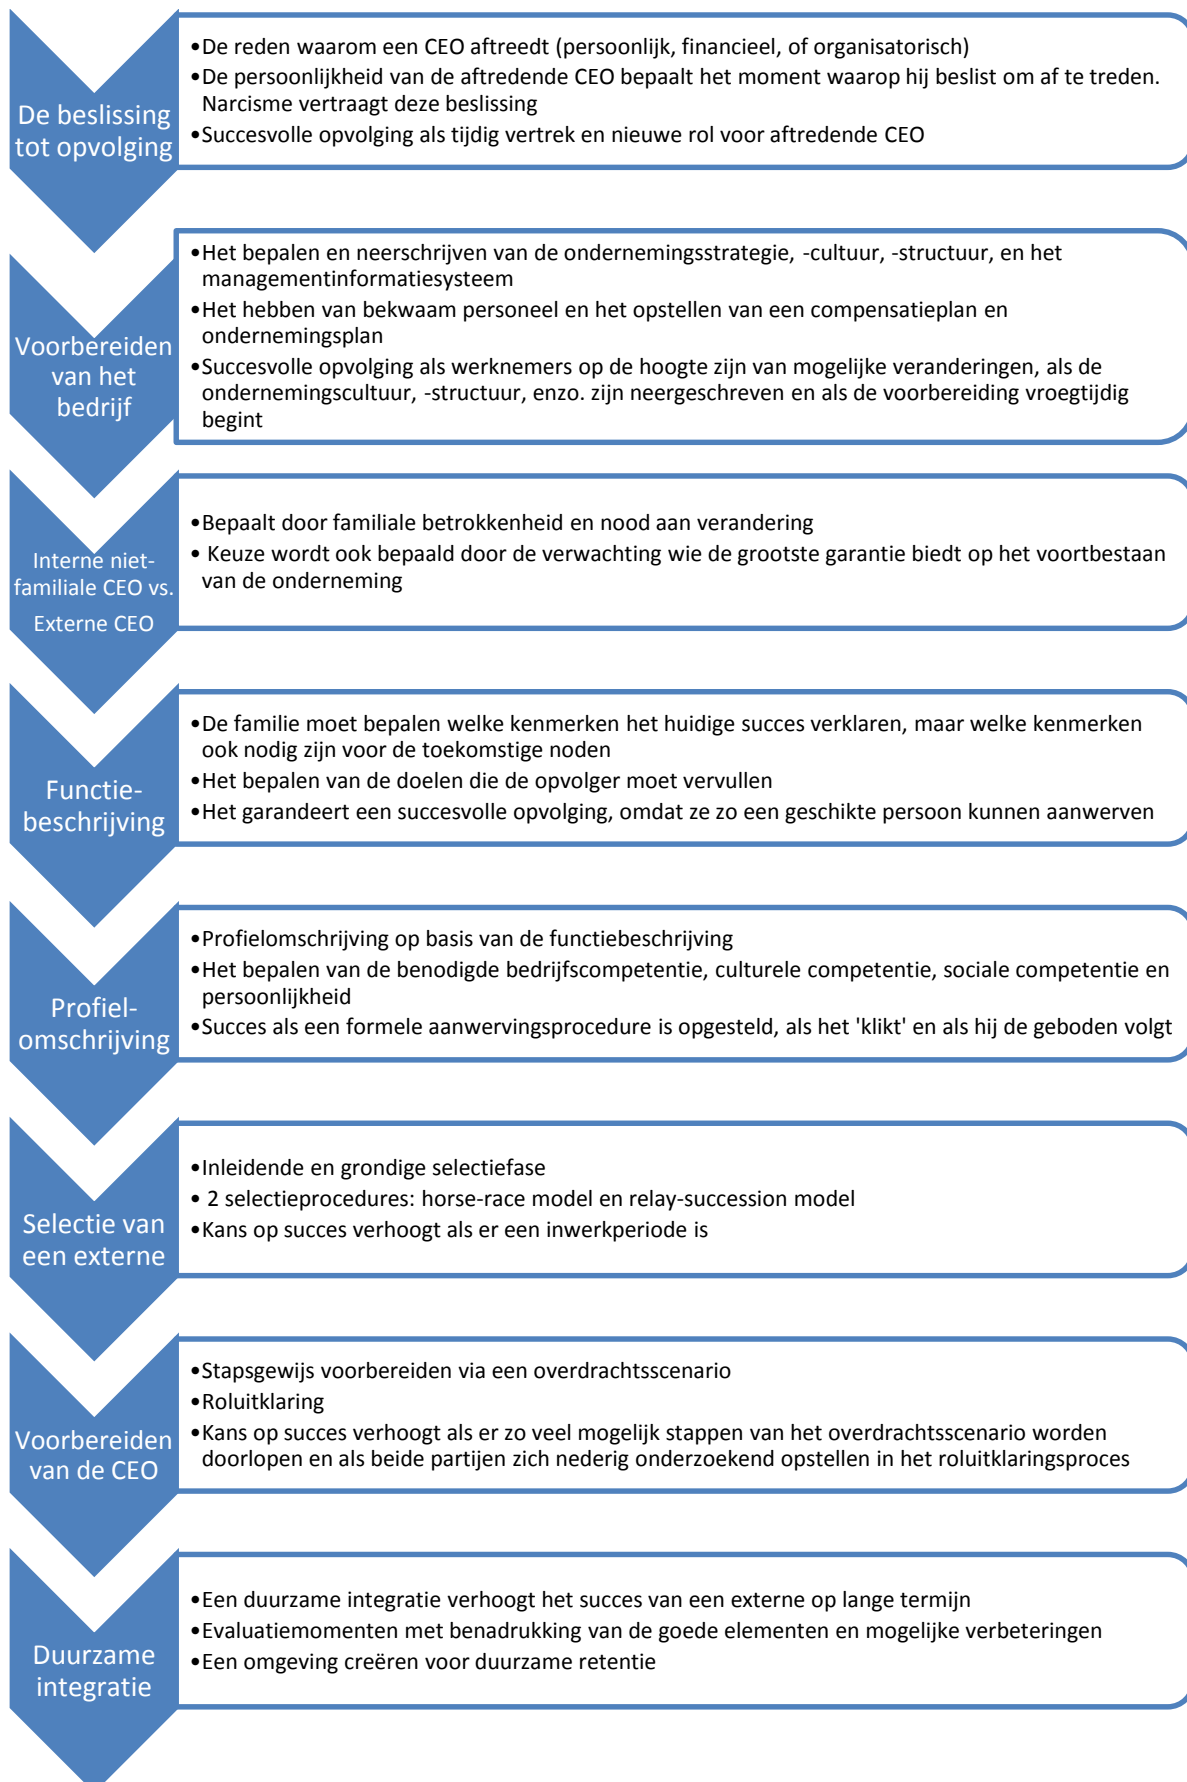 De beslissing
tot opvolging
•De reden waarom een CEO aftreedt (persoonlijk, financieel, of organisatorisch)
•De persoonlijkheid van de aftredende CEO bepaalt het moment waarop hij beslist om af te treden.
Narcisme vertraagt deze beslissing
•Succesvolle opvolging als tijdig vertrek en nieuwe rol voor aftredende CEO
Voorbereiden
van het
bedrijf
•Het bepalen en neerschrijven van de ondernemingsstrategie, -cultuur, -structuur, en het
managementinformatiesysteem
•Het hebben van bekwaam personeel en het opstellen van een compensatieplan en
ondernemingsplan
•Succesvolle opvolging als werknemers op de hoogte zijn van mogelijke veranderingen, als de
ondernemingscultuur, -structuur, enzo. zijn neergeschreven en als de voorbereiding vroegtijdig
begint
Interne niet-
familiale CEO vs.
Externe CEO
•Bepaalt door familiale betrokkenheid en nood aan verandering
• Keuze wordt ook bepaald door de verwachting wie de grootste garantie biedt op het voortbestaan
van de onderneming
Functie-
beschrijving
•De familie moet bepalen welke kenmerken het huidige succes verklaren, maar welke kenmerken
ook nodig zijn voor de toekomstige noden
•Het bepalen van de doelen die de opvolger moet vervullen
•Het garandeert een succesvolle opvolging, omdat ze zo een geschikte persoon kunnen aanwerven
Profiel-
omschrijving
•Profielomschrijving op basis van de functiebeschrijving
•Het bepalen van de benodigde bedrijfscompetentie, culturele competentie, sociale competentie en
persoonlijkheid
•Succes als een formele aanwervingsprocedure is opgesteld, als het 'klikt' en als hij de geboden volgt
Selectie van
een externe
•Inleidende en grondige selectiefase
• 2 selectieprocedures: horse-race model en relay-succession model
•Kans op succes verhoogt als er een inwerkperiode is
Voorbereiden
van de CEO
•Stapsgewijs voorbereiden via een overdrachtsscenario
•Roluitklaring
•Kans op succes verhoogt als er zo veel mogelijk stappen van het overdrachtsscenario worden
doorlopen en als beide partijen zich nederig onderzoekend opstellen in het roluitklaringsproces
Duurzame
integratie
•Een duurzame integratie verhoogt het succes van een externe op lange termijn
•Evaluatiemomenten met benadrukking van de goede elementen en mogelijke verbeteringen
•Een omgeving creëren voor duurzame retentie